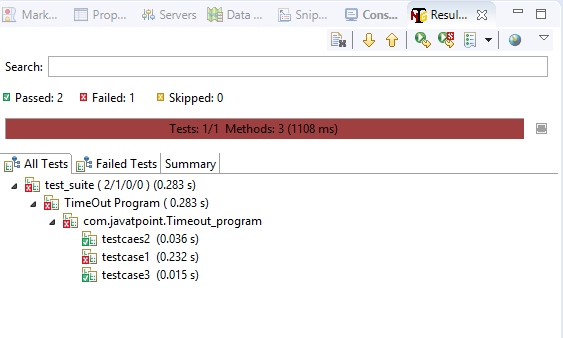 Mark... Prop... Servers Data ... Snip... Cons... Resul...
Search:
Passed: 2 Failed: 1 Skipped: 0
Tests: 1/1 Methods: 3 (1108 ms)
All Tests Failed Tests Summary
test_suite ( 2/1/0/0 ) (0.283 s)
TimeOut Program ( 0.283 s)
com.javatpoint.Timeout_program
testcaes2 (0.036 s)
testcase1 (0.232 s)
testcase3 (0.015 s)